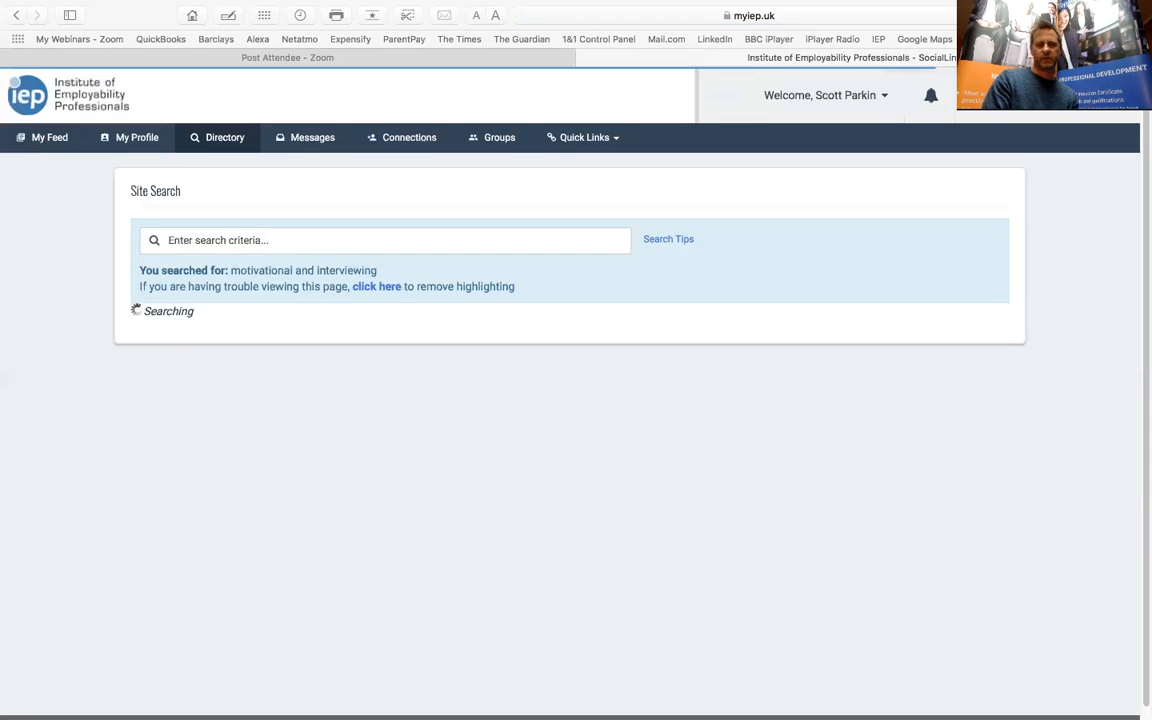 myiep.uk
My Webinars - Zoom QuickBooks Barclays Alexa Netatmo Expensify ParentPay The Times The Guardian 1&1 Control Panel Mail.com LinkedIn BBC iPlayer iPlayer Radio IEP Google Maps
Post Attendee - Zoom
Institute of Employability Professionals - SocialLin
iep Institute of
Employability
Professionals
Welcome, Scott Parkin
My Feed My Profile Directory Messages Connections Groups Quick Links
Site Search
Enter search criteria...
Search Tips
You searched for: motivational and interviewing
If you are having trouble viewing this page, click here to remove highlighting
Searching
PROFESSIONAL DEVELOPMENT